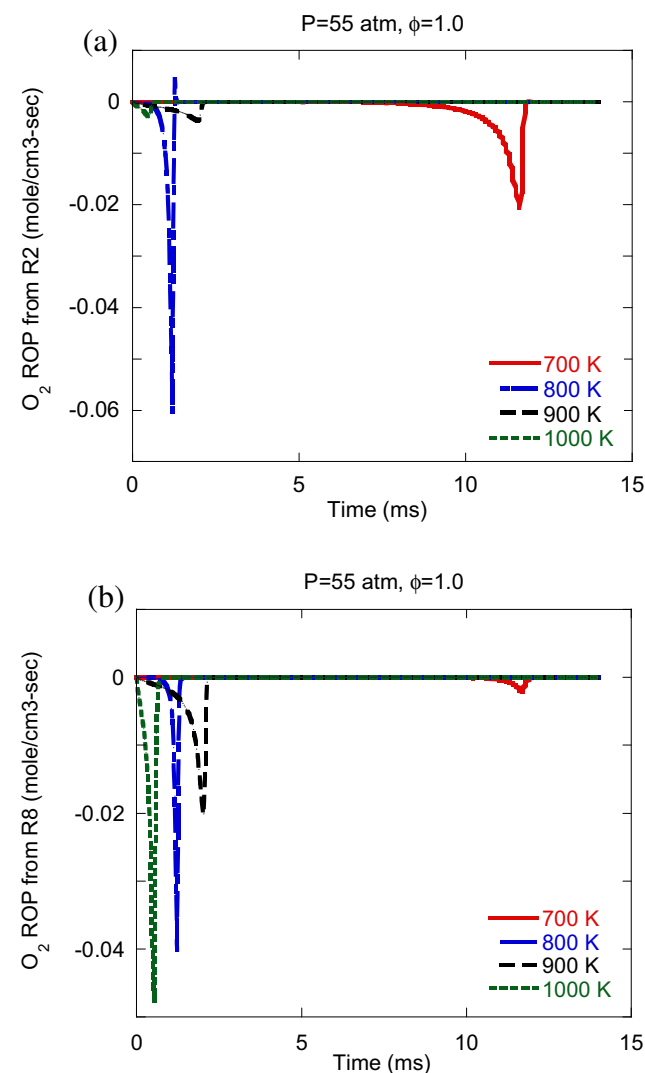 (a)
P=55 atm, ϕ=1.0
O₂ ROP from R2 (mole/cm3-sec)
0
-0.02
-0.04
-0.06
700 K
800 K
900 K
1000 K
0
5
10
15
Time (ms)
(b)
P=55 atm, ϕ=1.0
O₂ ROP from R8 (mole/cm3-sec)
0
-0.02
-0.04
700 K
800 K
900 K
1000 K
0
5
10
15
Time (ms)